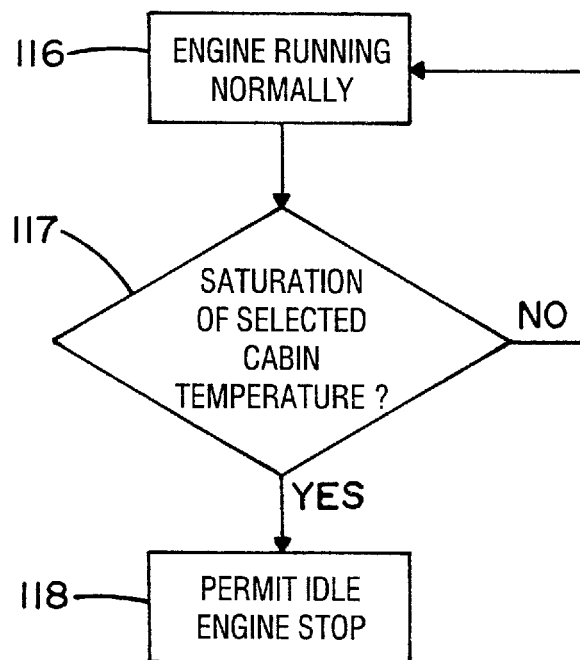 116
ENGINE RUNNING
NORMALLY
117
SATURATION
OF SELECTED
CABIN
TEMPERATURE ?
NO
YES
118
PERMIT IDLE
ENGINE STOP